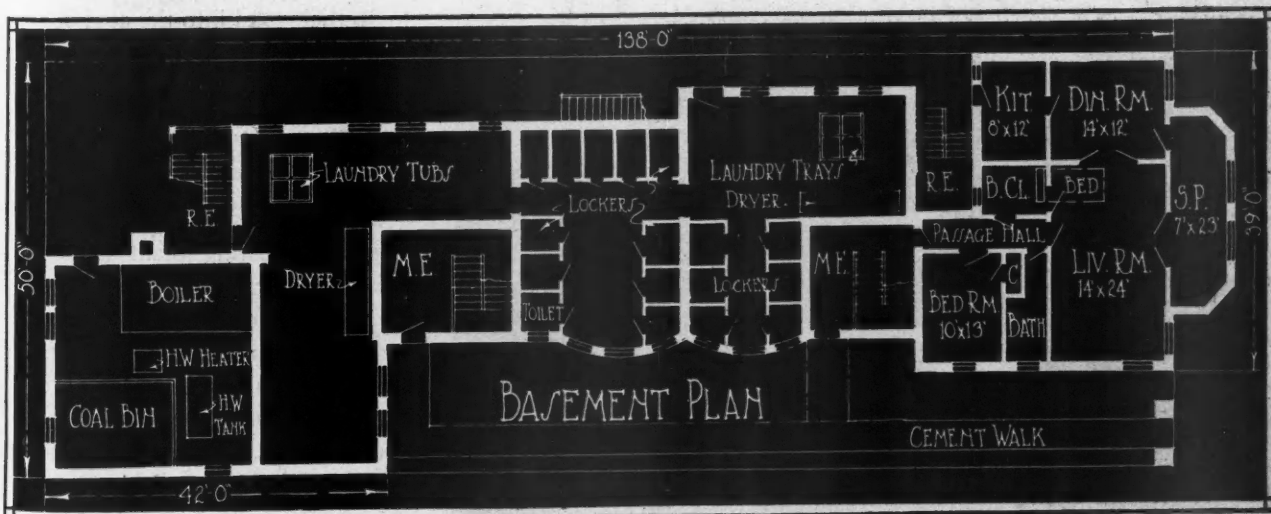 138'-0"
50'-0"
39'-0"
42'-0"
KIT.
8'x12'
DIN. RM.
14'x12'
LAUNDRY TUBS
LAUNDRY TRAYS
DRYER
R.E.
R.E.
B. CL.
BED
S.P.
7'x23'
LOCKERS
PASSAGE HALL
M.E.
DRYER
BOILER
LOCKERS
M.E.
C
LIV. RM.
14'x24'
BED RM
10'x13'
BATH
TOILET
H.W. HEATER
COAL BIN
H.W.
TANK
BASEMENT PLAN
CEMENT WALK